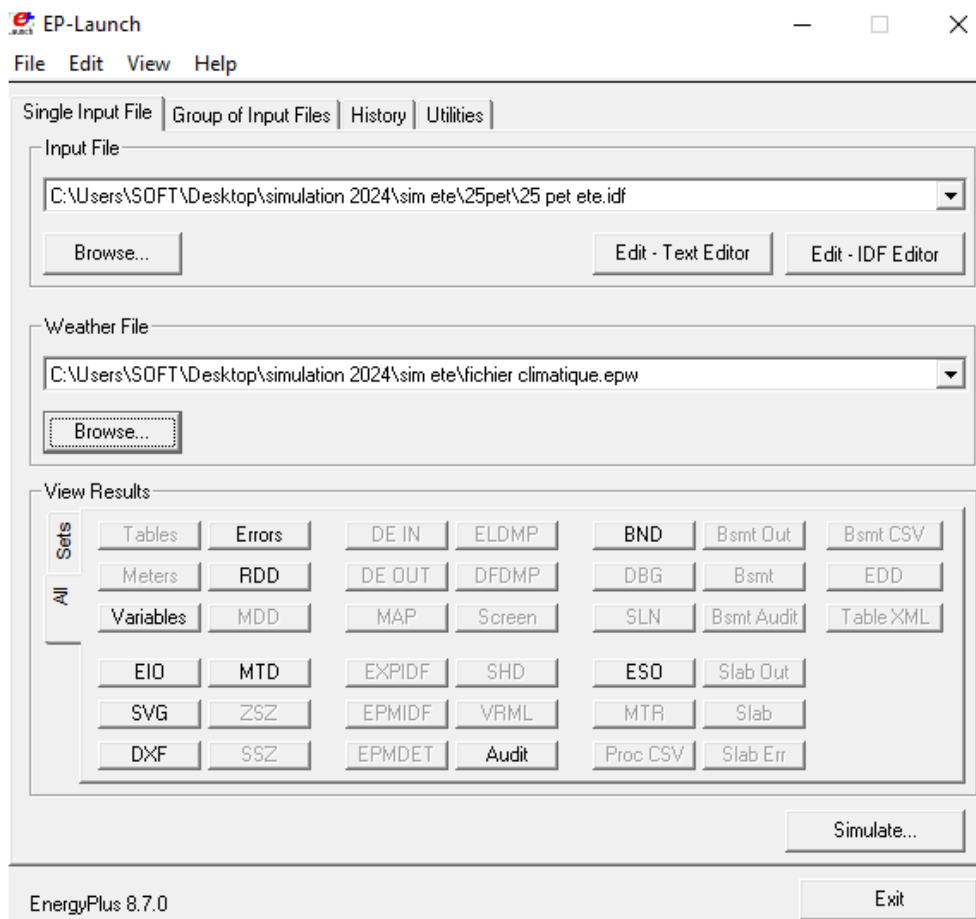 EP-Launch
File Edit View Help
Single Input File Group of Input Files History Utilities
Input File
C:\Users\SOFT\Desktop\simulation 2024\sim ete\25pet\25 pet ete.idf
Browse... Edit - Text Editor Edit - IDF Editor
Weather File
C:\Users\SOFT\Desktop\simulation 2024\sim ete\fichier climatique.epw
Browse...
View Results
Sets
All
Tables Errors DE IN ELDMP BND Bsmt Out Bsmt CSV
Meters RDD DE OUT DFDMP DBG Bsmt EDD
Variables MDD MAP Screen SLN Bsmt Audit Table XML
EIO MTD EXPIDF SHD ESO Slab Out
SVG ZSZ EPMIDF VRML MTR Slab
DXF SSZ EPMDET Audit Proc CSV Slab Err
Simulate...
EnergyPlus 8.7.0 Exit